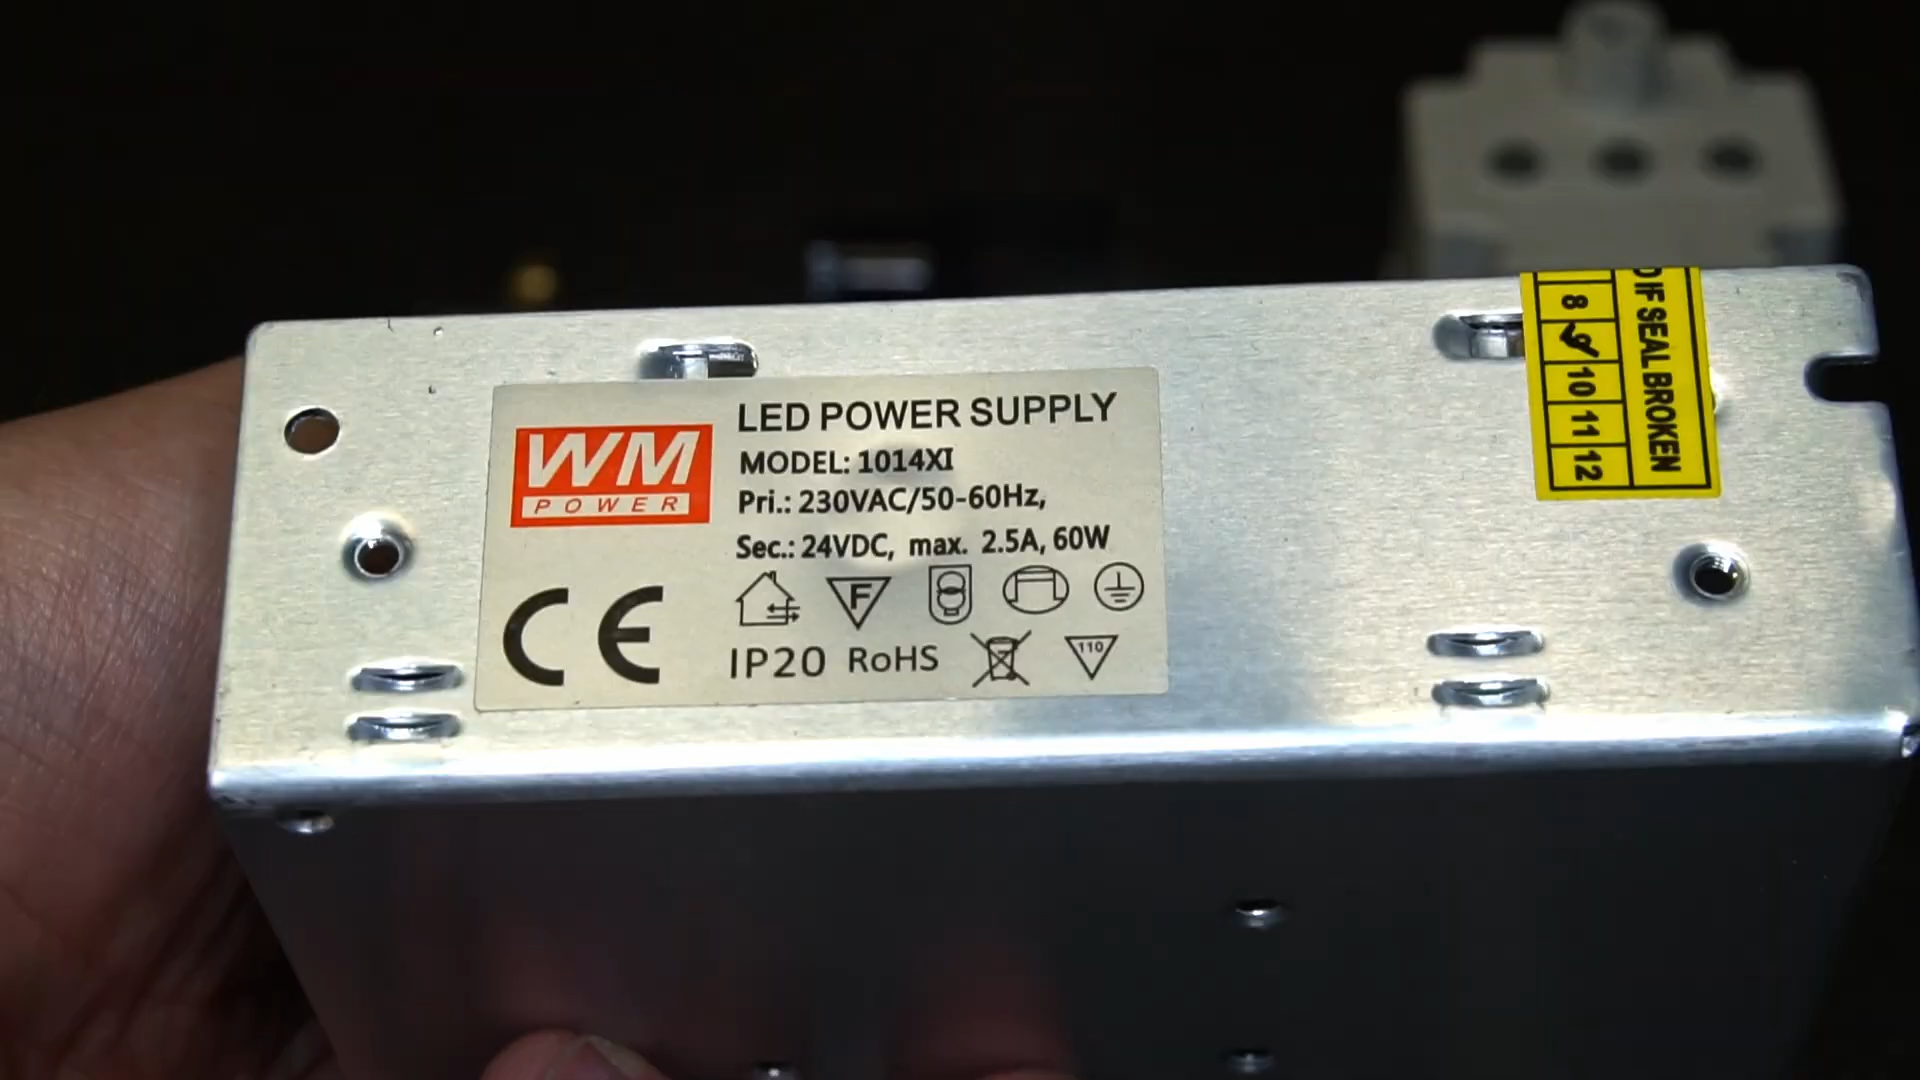 WM
POWER
LED POWER SUPPLY
MODEL: 1014XI
Pri.: 230VAC/50-60Hz,
Sec.: 24VDC, max. 2.5A, 60W
CE
F
IP20 RoHS
110
IF SEAL BROKEN
8
10
11
12